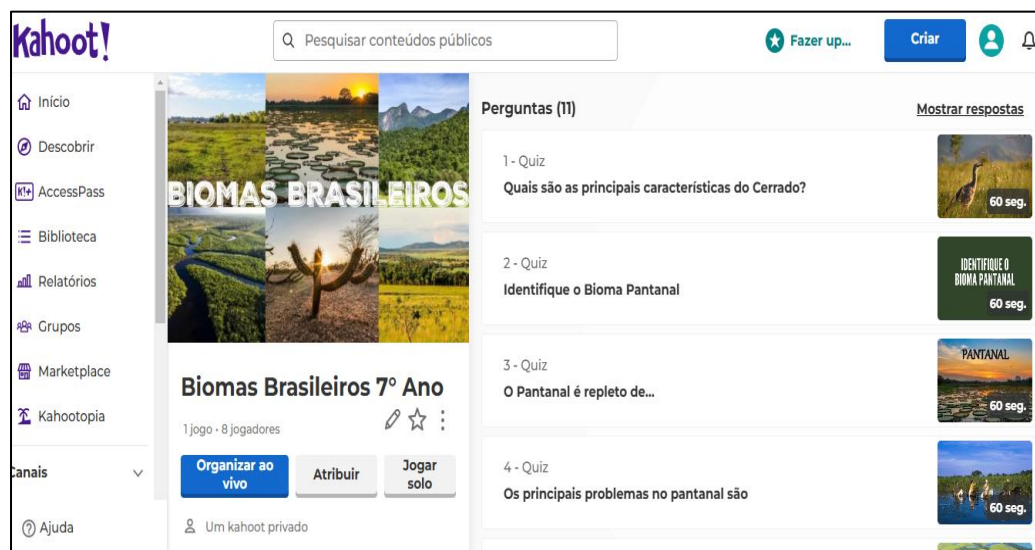 Kahoot!
Pesquisar conteúdos públicos
Fazer up...
Criar
Início
Descobrir
K!+ AccessPass
Biblioteca
Relatórios
Grupos
Marketplace
Kahootopia
Canais
Ajuda
BIOMAS BRASILEIROS
Biomas Brasileiros 7º Ano
1 jogo · 8 jogadores
Organizar ao
vivo
Atribuir
Jogar
solo
Um kahoot privado
Perguntas (11)
Mostrar respostas
1 - Quiz
Quais são as principais características do Cerrado?
60 seg.
2 - Quiz
Identifique o Bioma Pantanal
IDENTIFIQUE O
BIOMA PANTANAL
60 seg.
3 - Quiz
O Pantanal é repleto de...
PANTANAL
60 seg.
4 - Quiz
Os principais problemas no pantanal são
60 seg.